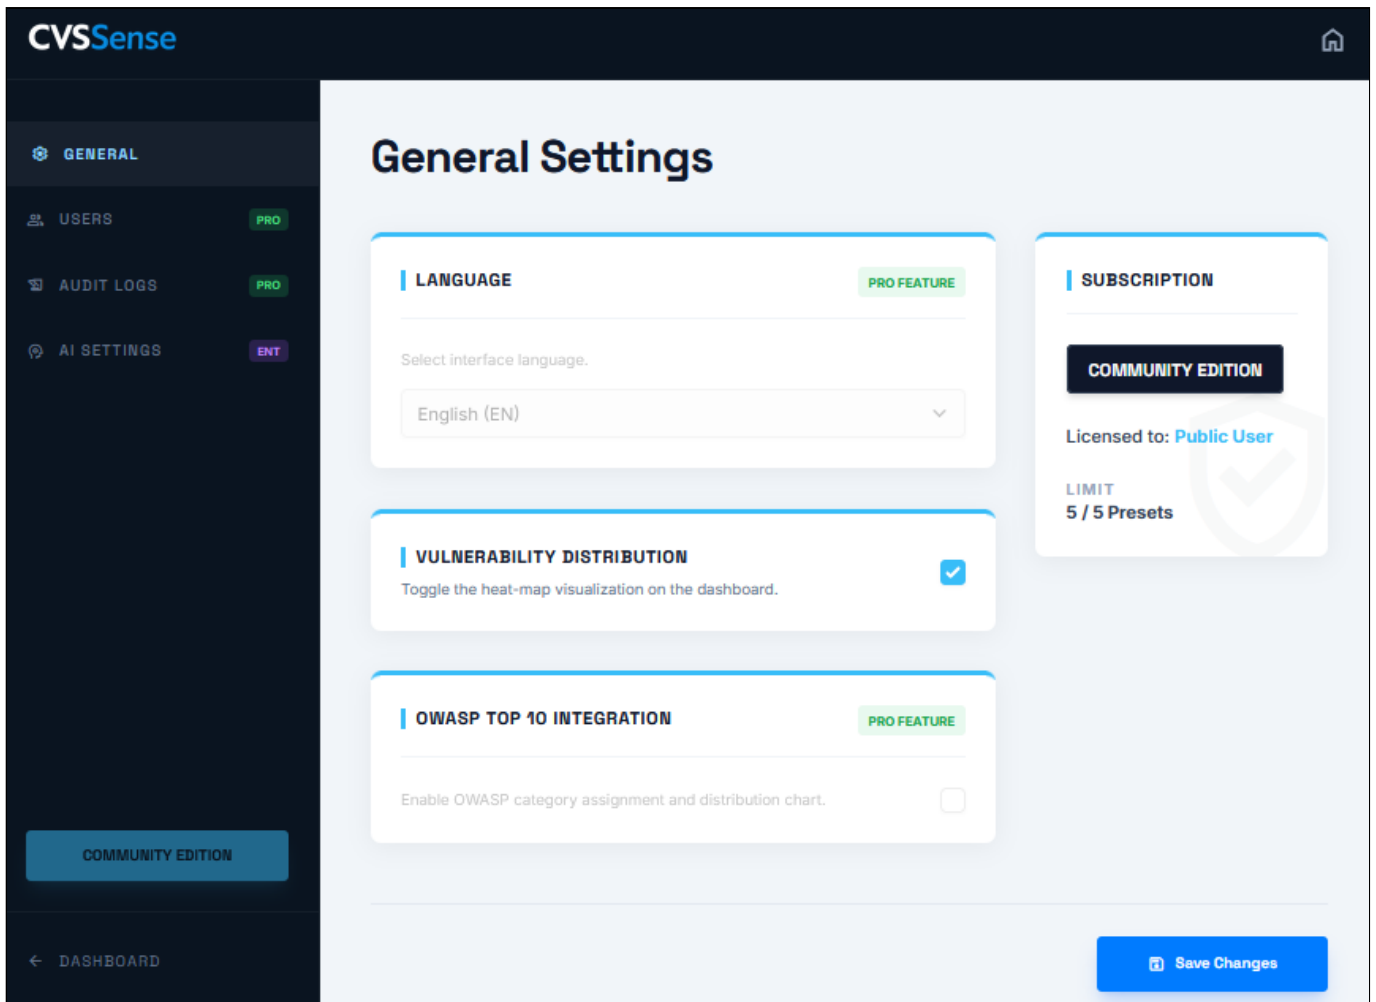 CVSSense
GENERAL
USERS PRO
AUDIT LOGS PRO
AI SETTINGS ENT
COMMUNITY EDITION
DASHBOARD
General Settings
LANGUAGE PRO FEATURE
Select interface language.
English (EN)
VULNERABILITY DISTRIBUTION
Toggle the heat-map visualization on the dashboard.
OWASP TOP 10 INTEGRATION PRO FEATURE
Enable OWASP category assignment and distribution chart.
SUBSCRIPTION
COMMUNITY EDITION
Licensed to: Public User
LIMIT
5 / 5 Presets
Save Changes